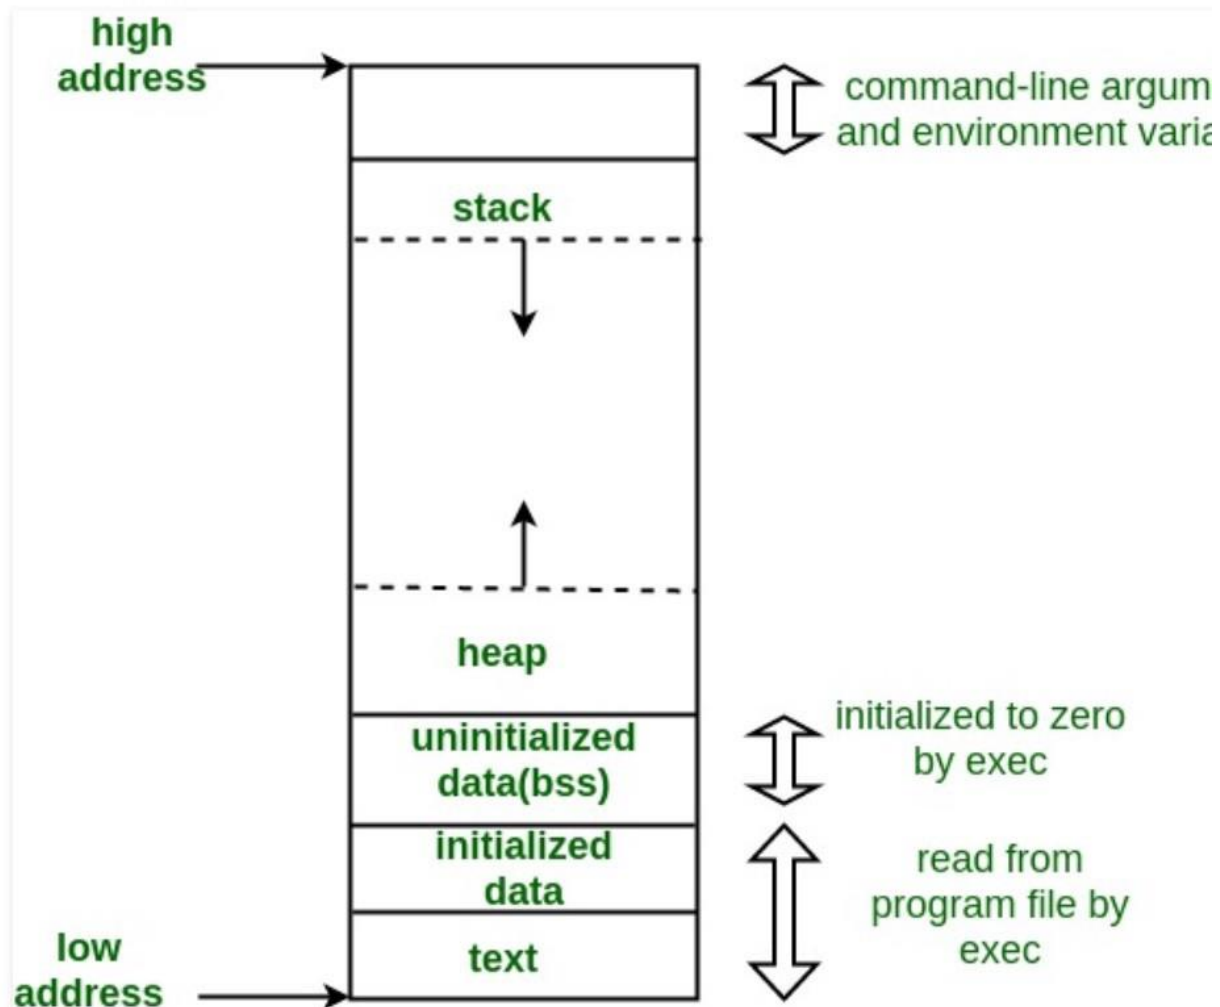 high
address
command-line argum
and environment varia
stack
heap
uninitialized
data(bss)
initialized to zero
by exec
initialized
data
read from
program file by
exec
text
low
address